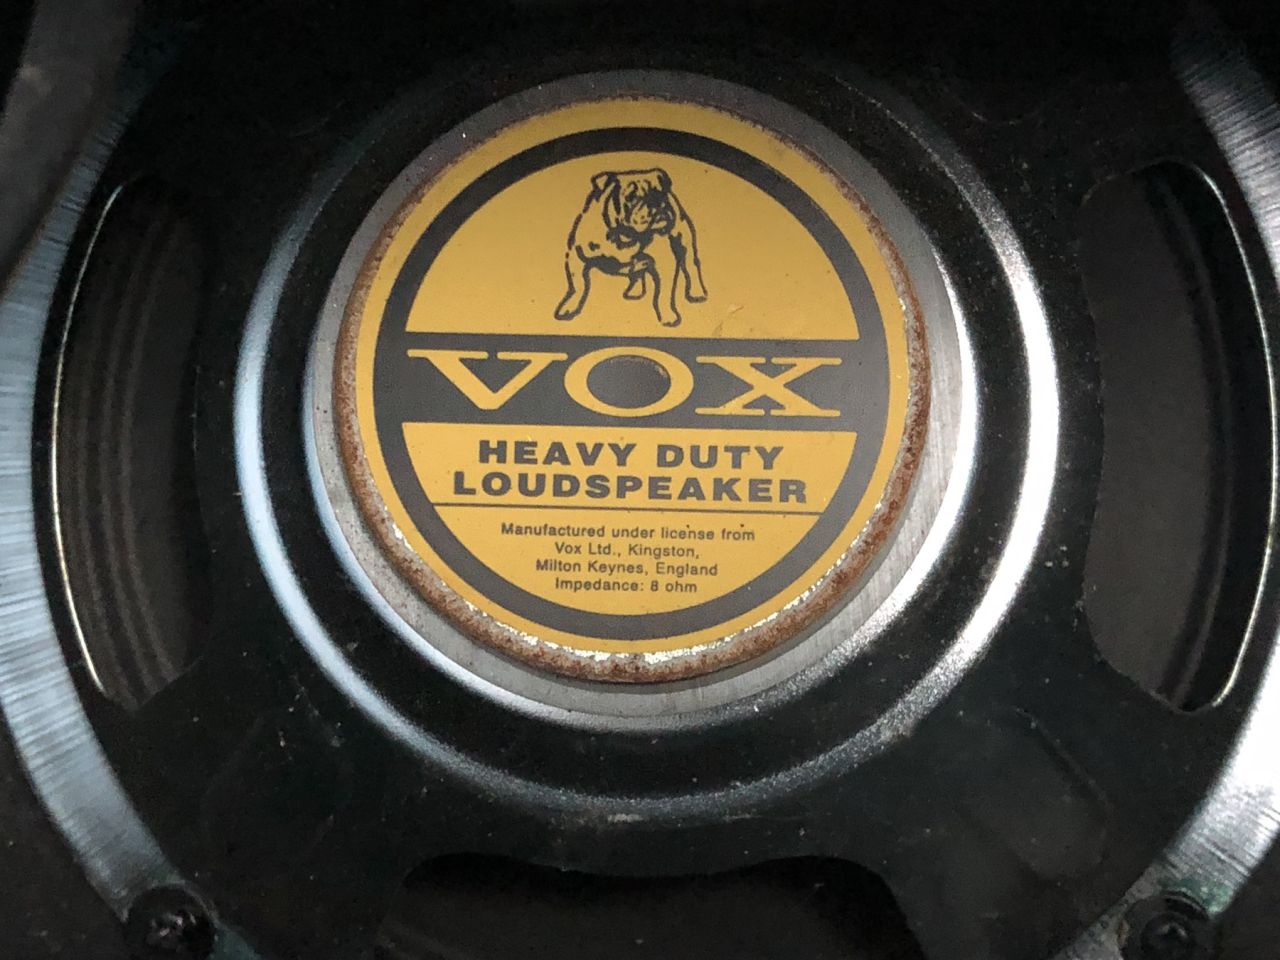 VOX
HEAVY DUTY
LOUDSPEAKER
Manufactured under license from
Vox Ltd., Kingston,
Milton Keynes, England
Impedance: 8 ohm